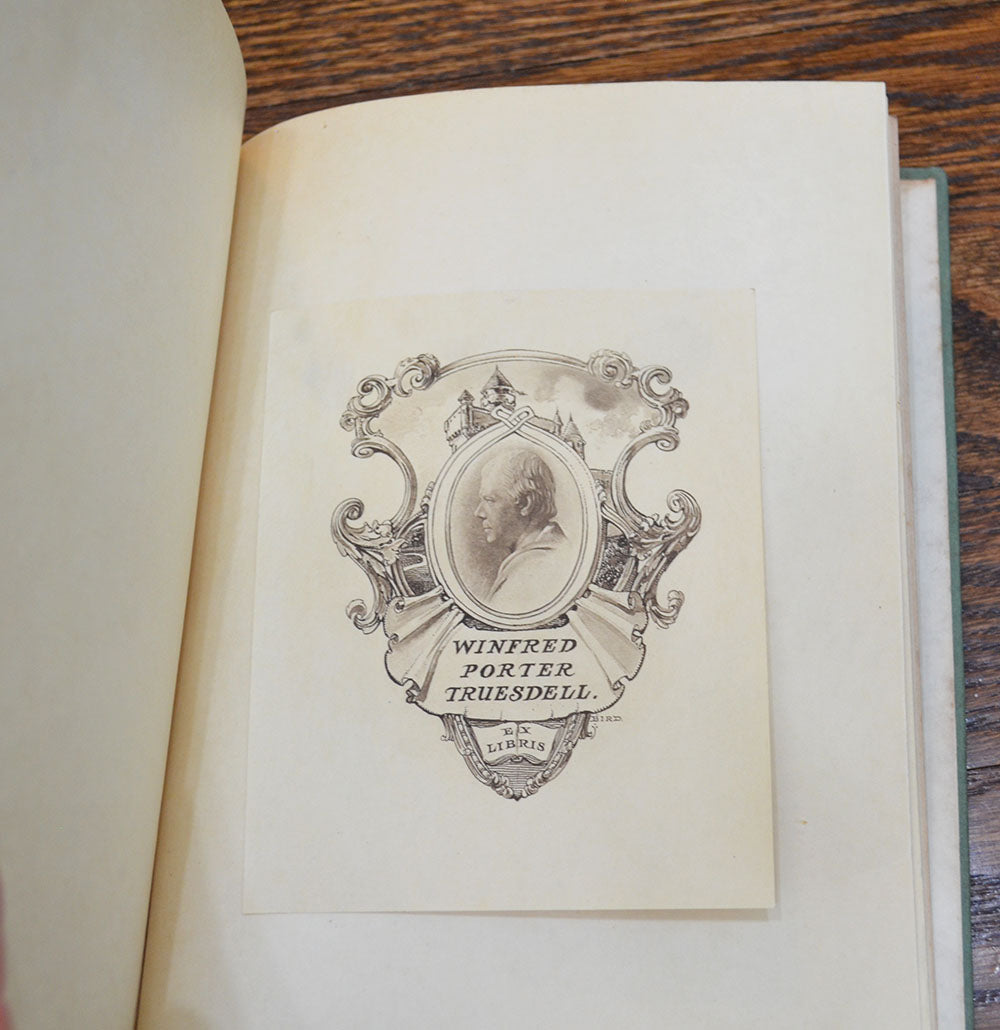 WINFRED
PORTER
TRUESDELL.
BIRD.
EX
LIBRIS